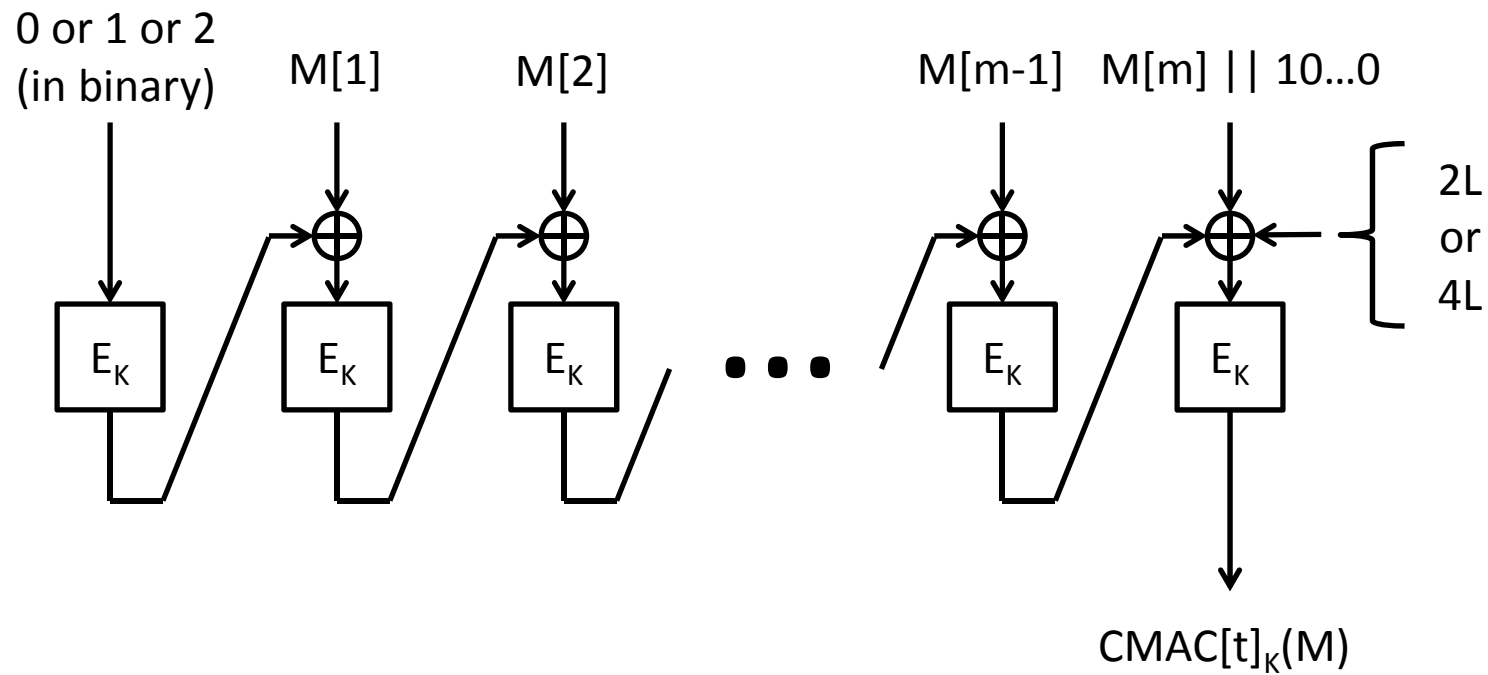 0 or 1 or 2
(in binary)
M[1]
M[2]
M[m-1]
M[m] || 10...0
2L
or
4L
E_K
E_K
E_K
E_K
E_K
CMAC[t]_K(M)